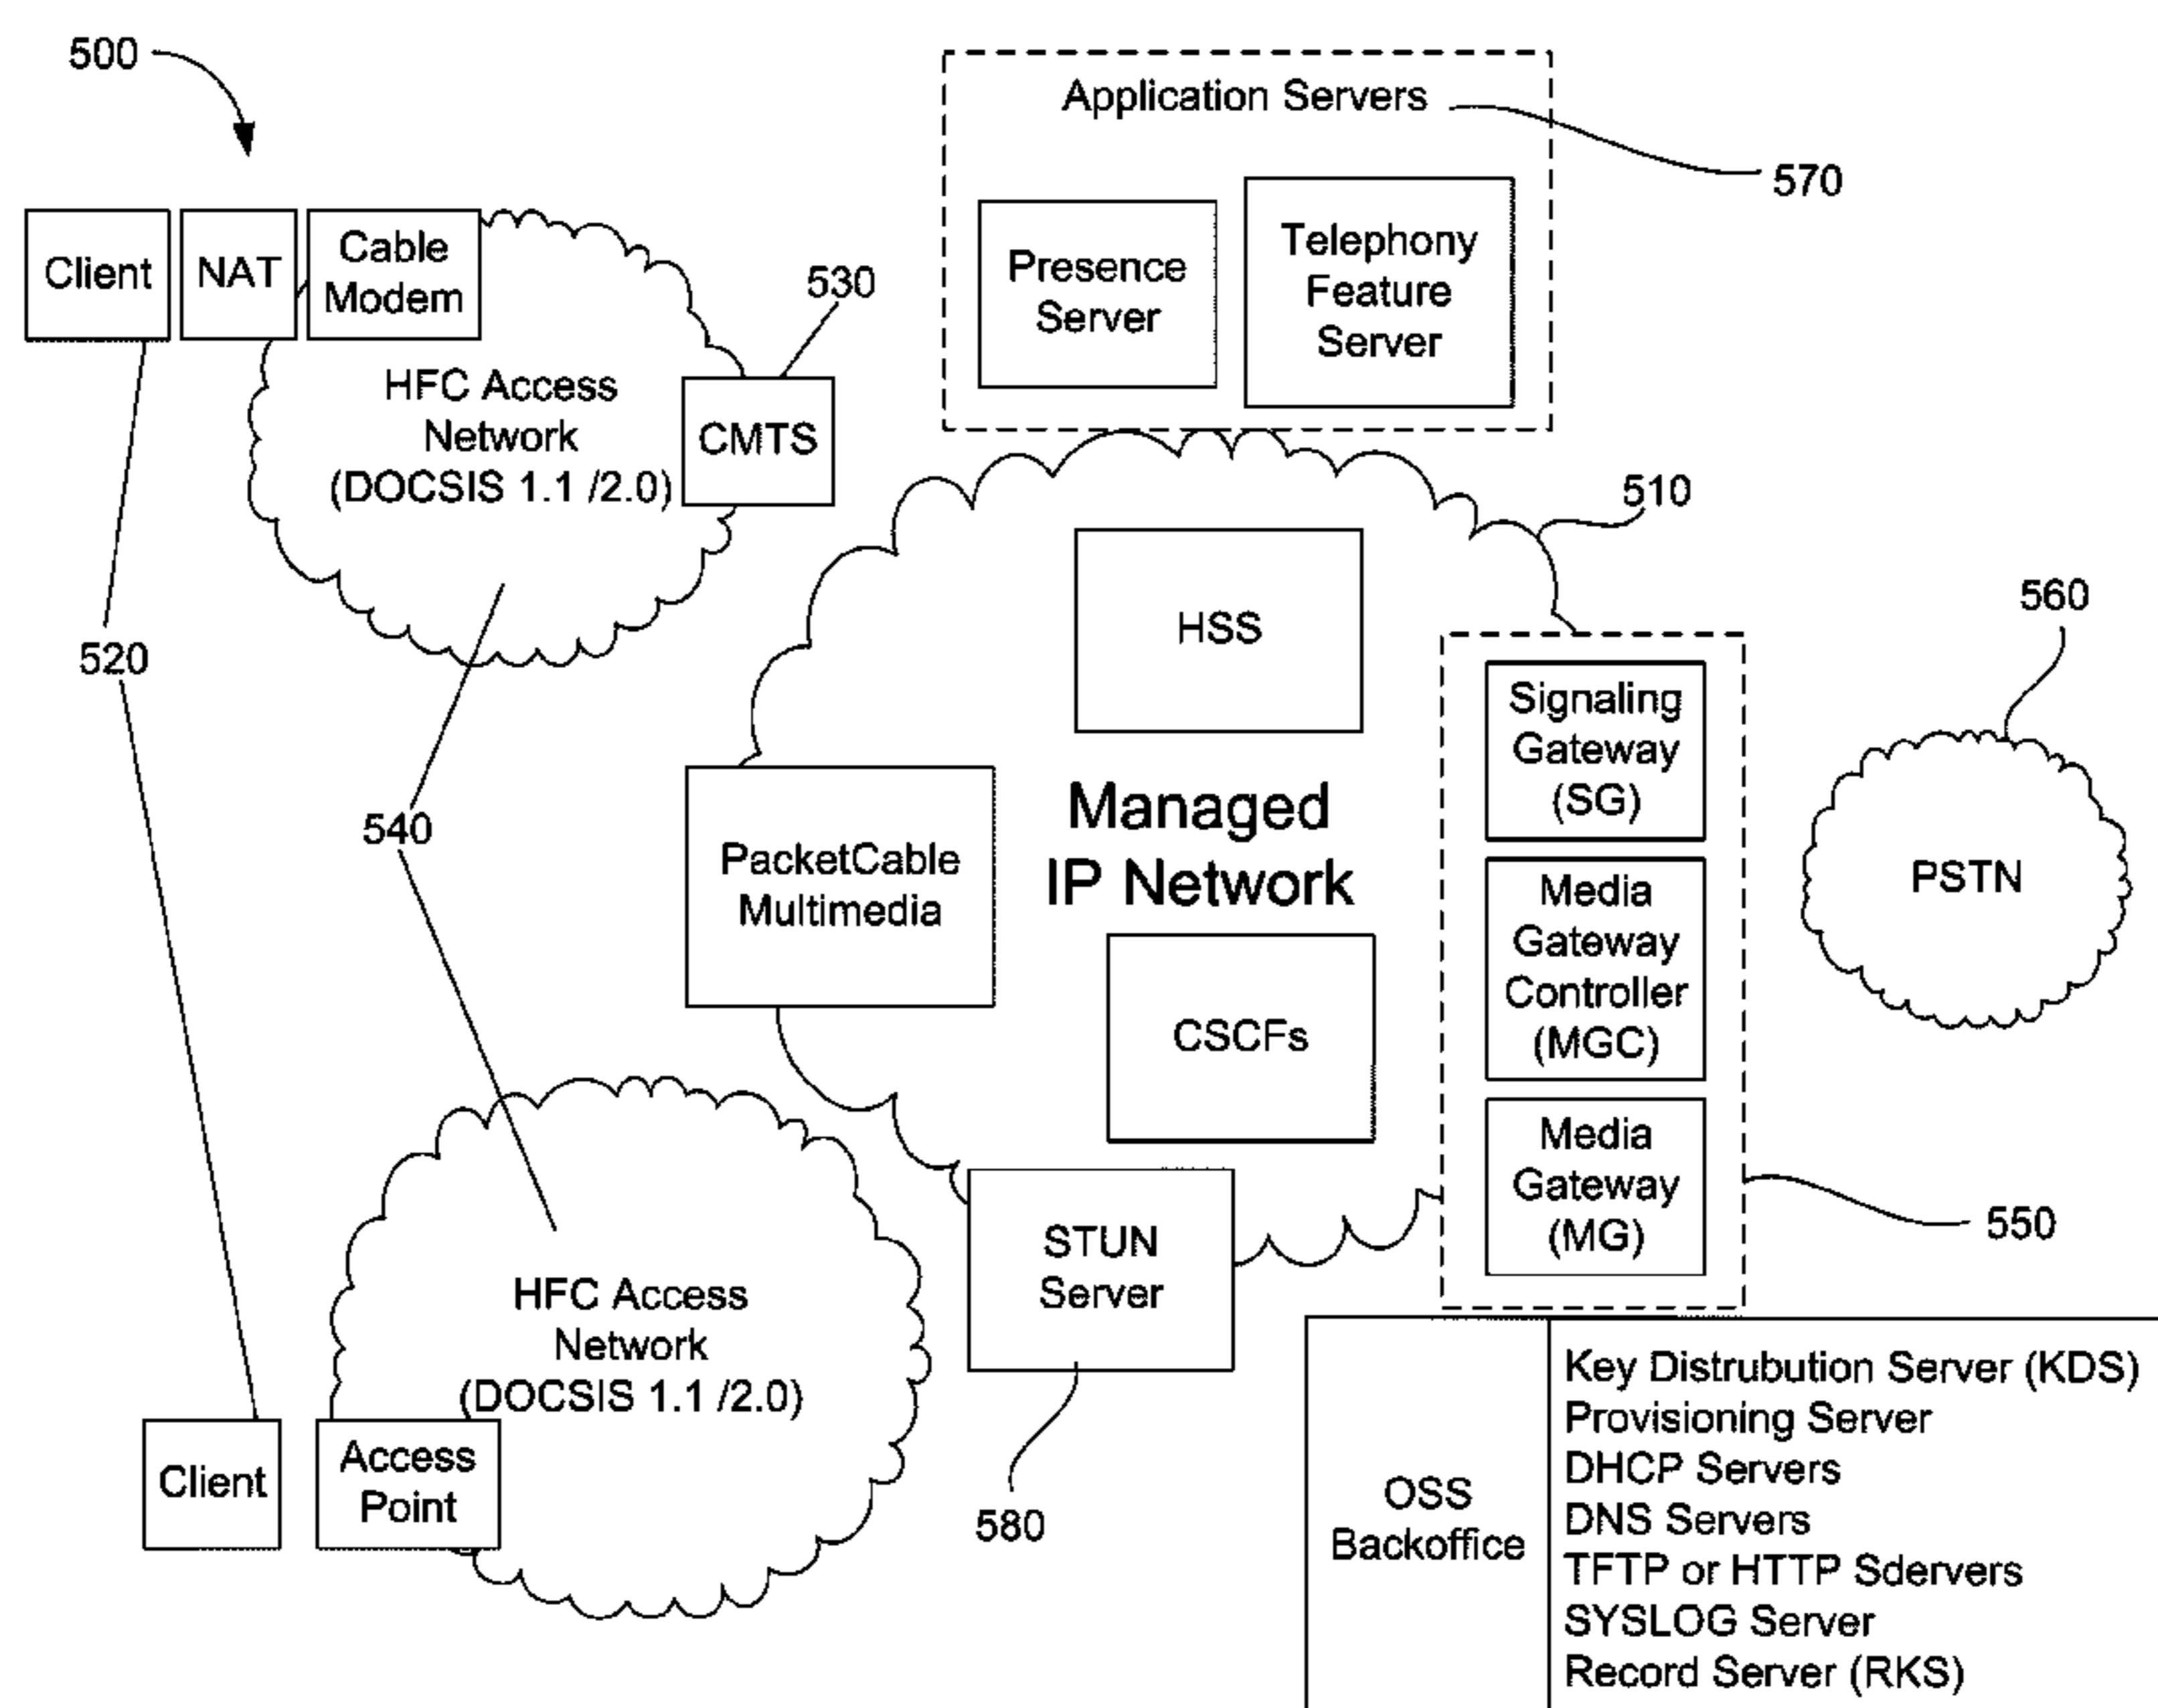 500
Application Servers
570
Client
NAT
Cable
Modem
530
Presence
Server
Telephony
Feature
Server
HFC Access
Network
(DOCSIS 1.1 /2.0)
CMTS
510
520
540
HSS
560
Signaling
Gateway
(SG)
Managed
IP Network
PacketCable
Multimedia
Media
Gateway
Controller
(MGC)
PSTN
CSCFs
Media
Gateway
(MG)
550
STUN
Server
580
HFC Access
Network
(DOCSIS 1.1 /2.0)
Client
Access
Point
OSS
Backoffice
Key Distrubution Server (KDS)
Provisioning Server
DHCP Servers
DNS Servers
TFTP or HTTP Sdervers
SYSLOG Server
Record Server (RKS)